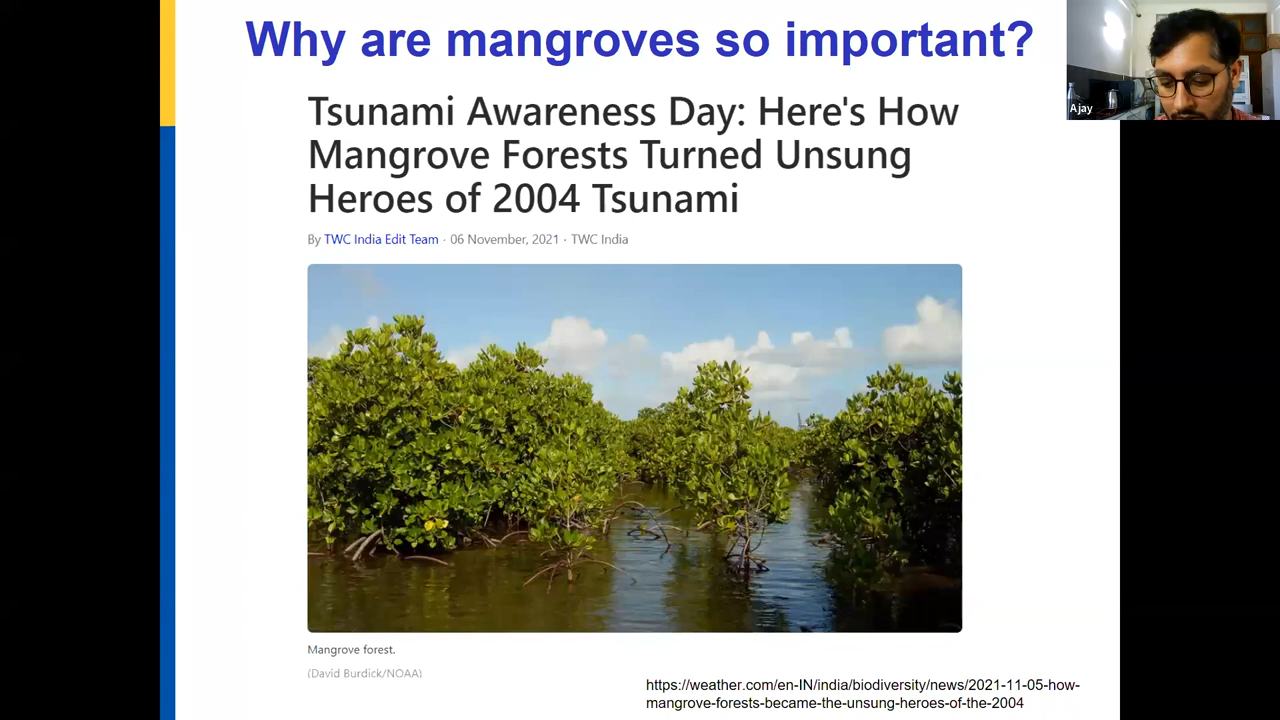 Why are mangroves so important?
Ajay
Tsunami Awareness Day: Here's How
Mangrove Forests Turned Unsung
Heroes of 2004 Tsunami
By TWC India Edit Team · 06 November, 2021 · TWC India
Mangrove forest.
(David Burdick/NOAA)
https://weather.com/en-IN/india/biodiversity/news/2021-11-05-how-
mangrove-forests-became-the-unsung-heroes-of-the-2004